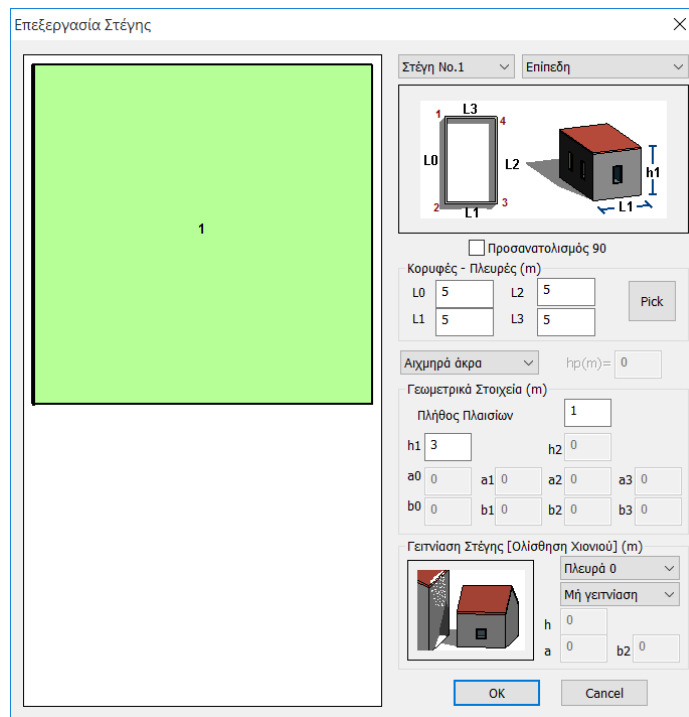 Επεξεργασία Στέγης
1
Στέγη No.1 Επίπεδη
L3
1 4
L0 L2 h1
2 3
L1 L1
Προσανατολισμός 90
Κορυφές - Πλευρές (m)
L0 5 L2 5
L1 5 L3 5
Pick
Αιχμηρά άκρα hp(m)= 0
Γεωμετρικά Στοιχεία (m)
Πλήθος Πλαισίων 1
h1 3 h2 0
a0 0 a1 0 a2 0 a3 0
b0 0 b1 0 b2 0 b3 0
Γειτνίαση Στέγης [Ολίσθηση Χιονιού] (m)
Πλευρά 0
Μή γειτνίαση
h 0
a 0 b2 0
OK Cancel